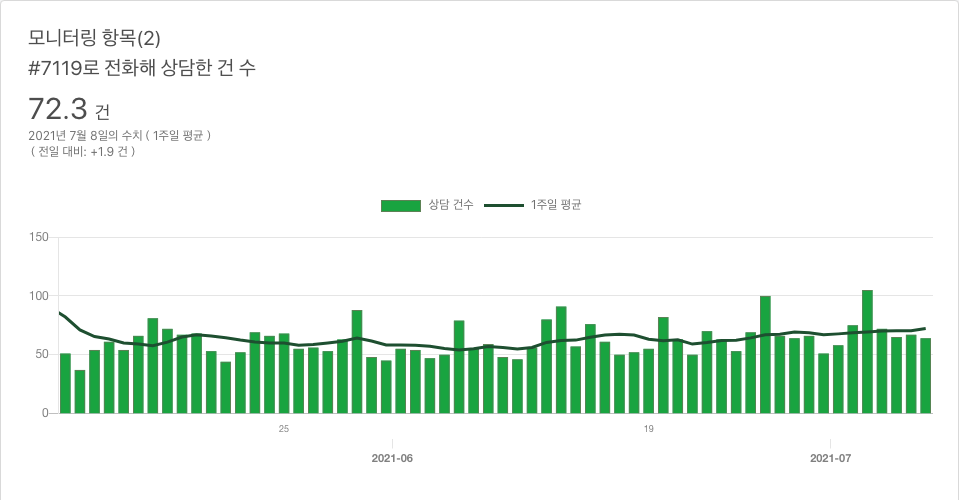 모니터링 항목(2)
#7119로 전화해 상담한 건 수
72.3 건
2021년 7월 8일의 수치 ( 1주일 평균 )
( 전일 대비: +1.9 건 )
상담 건수 1주일 평균
150
100
50
0
25 19
2021-06 2021-07